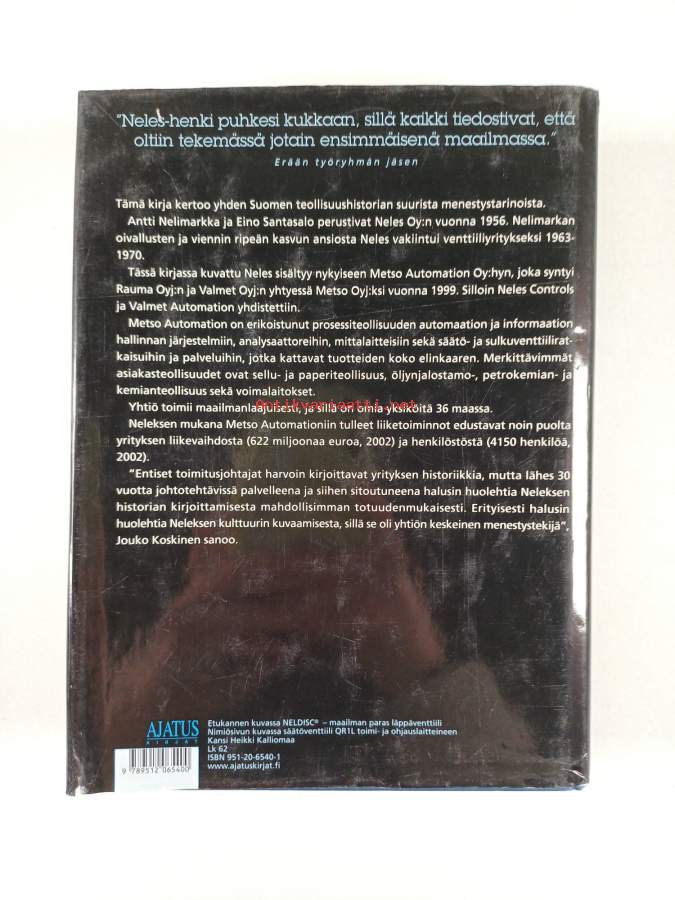 "Neles-henki puhkesi kukkaan, sillä kaikki tiedostivat, että
oltiin tekemässä jotain ensimmäisenä maailmassa."
Erään työryhmän jäsen
Tämä kirja kertoo yhden Suomen teollisuushistorian suurista menestystarinoista.
Antti Nelimarkka ja Eino Santasalo perustivat Neles Oy:n vuonna 1956. Nelimarkan
oivallusten ja viennin ripeän kasvun ansiosta Neles vakiintui venttiiliyritykseksi 1963-
1970.
Tässä kirjassa kuvattu Neles sisältyy nykyiseen Metso Automation Oy:hyn, joka syntyi
Rauma Oyj:n ja Valmet Oyj:n yhtyessä Metso Oyj:ksi vuonna 1999. Silloin Neles Controls
ja Valmet Automation yhdistettiin.
Metso Automation on erikoistunut prosessiteollisuuden automaation ja informaation
hallinnan järjestelmiin, analysaattoreihin, mittalaitteisiin sekä säätö- ja sulkuventtiilirat-
kaisuihin ja palveluihin, jotka kattavat tuotteiden koko elinkaaren. Merkittävimmät
asiakasteollisuudet ovat sellu- ja paperiteollisuus, öljynjalostamo-, petrokemian- ja
kemianteollisuus sekä voimalaitokset.
Antikvariaatti.net
Yhtiö toimii maailmanlaajuisesti, ja sillä on omia yksiköitä 36 maassa.
Neleksen mukana Metso Automationiin tulleet liiketoiminnot edustavat noin puolta
yrityksen liikevaihdosta (622 miljoonaa euroa, 2002) ja henkilöstöstä (4150 henkilöä,
2002).
"Entiset toimitusjohtajat harvoin kirjoittavat yrityksen historiikkia, mutta lähes 30
vuotta johtotehtävissä palvelleena ja siihen sitoutuneena halusin huolehtia Neleksen
historian kirjoittamisesta mahdollisimman totuudenmukaisesti. Erityisesti halusin
huolehtia Neleksen kulttuurin kuvaamisesta, sillä se oli yhtiön keskeinen menestystekijä",
Jouko Koskinen sanoo.
AJATUS
KIRJAT
Etukannen kuvassa NELDISC® – maailman paras läppäventtiili
Nimiösivun kuvassa säätöventtiili QR1L toimi- ja ohjauslaitteineen
Kansi Heikki Kalliomaa
Lk 62
ISBN 951-20-6540-1
www.ajatuskirjat.fi
9 789512 065400